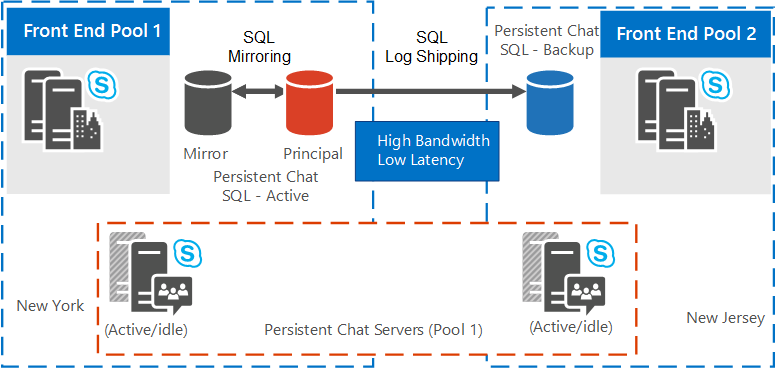 Front End Pool 1
SQL
Mirroring
SQL
Log Shipping
Persistent Chat
SQL - Backup
Front End Pool 2
S
S
Mirror
Principal
Persistent Chat
SQL - Active
High Bandwidth
Low Latency
S
S
New York
(Active/idle)
Persistent Chat Servers (Pool 1)
(Active/idle)
New Jersey